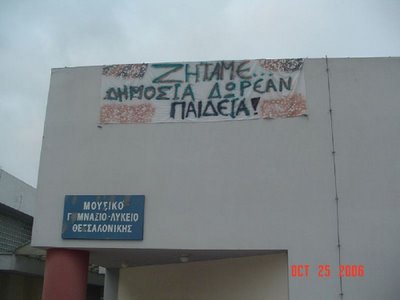 ΖΗΤΑΜΕ...
ΔΗΜΟΣΙΑ ΔΩΡΕΑΝ
ΠΑΙΔΕΙΑ!
ΜΟΥΣΙΚΟ
ΓΥΜΝΑΣΙΟ-ΛΥΚΕΙΟ
ΘΕΣΣΑΛΟΝΙΚΗΣ
OCT 25 2006